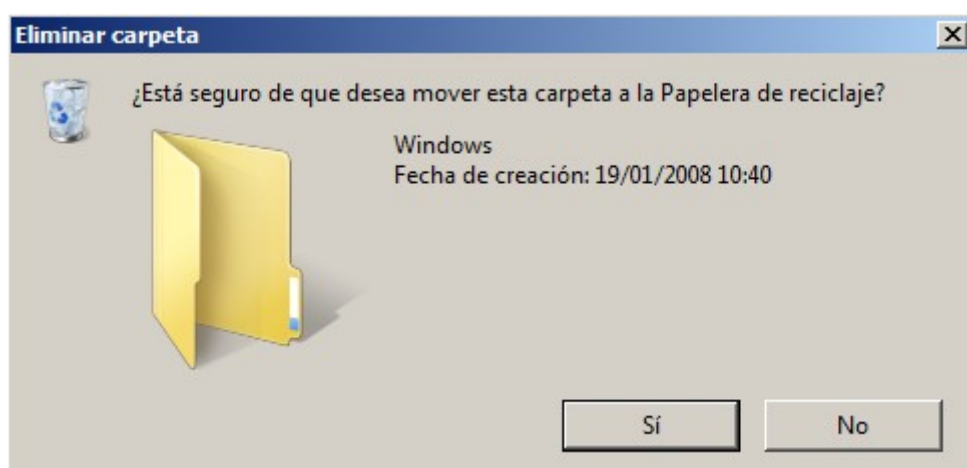 Eliminar carpeta
¿Está seguro de que desea mover esta carpeta a la Papelera de reciclaje?
Windows
Fecha de creación: 19/01/2008 10:40
Sí
No